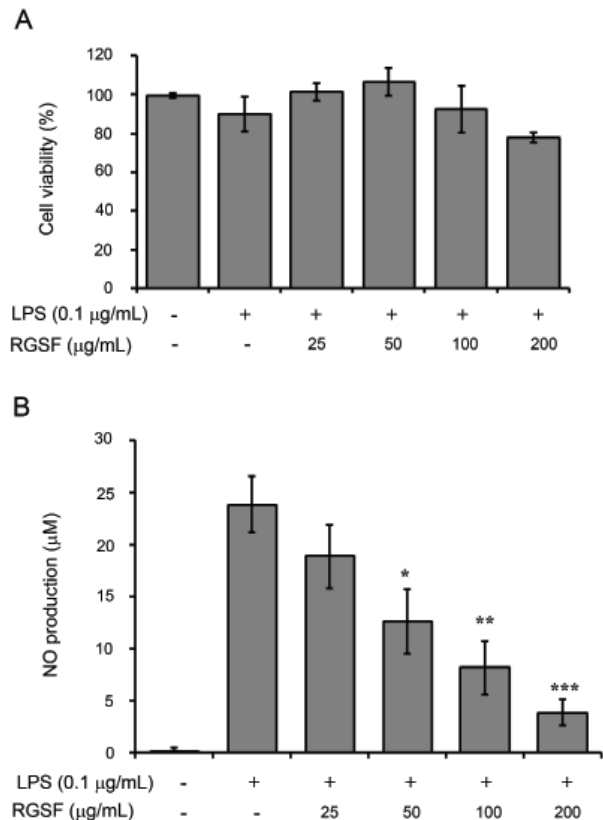 A
Cell viability (%)
120
100
80
60
40
20
0
LPS (0.1 μg/mL) - + + + + +
RGSF (μg/mL) - - 25 50 100 200
B
NO production (μM)
30
25
20
15
10
5
0
* ** ***
LPS (0.1 μg/mL) - + + + + +
RGSF (μg/mL) - - 25 50 100 200